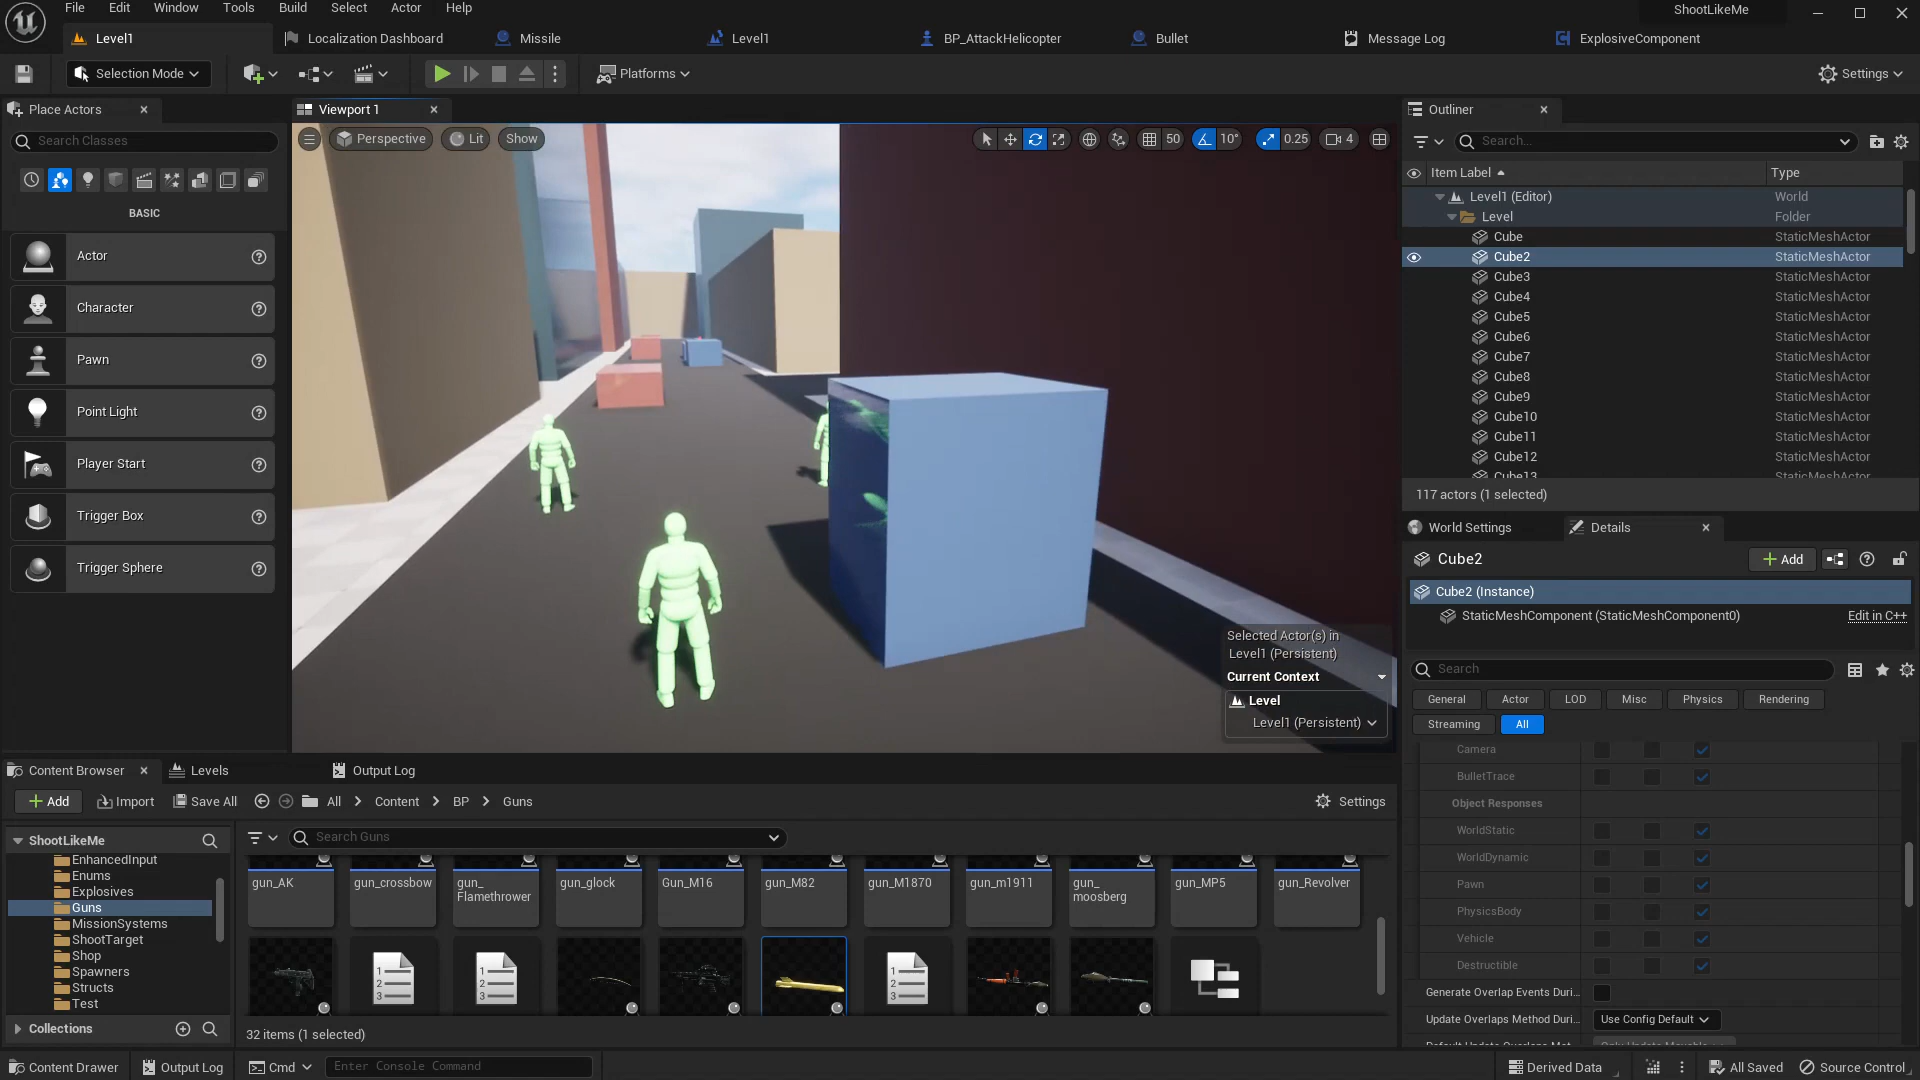 File Edit Window Tools Build Select Actor Help
ShootLikeMe
Level1 Localization Dashboard Missile Level1 BP_AttackHelicopter Bullet Message Log ExplosiveComponent
Selection Mode Platforms Settings
Place Actors
Search Classes
BASIC
Actor
Character
Pawn
Point Light
Player Start
Trigger Box
Trigger Sphere
Viewport 1
Perspective Lit Show 50 10° 0.25 4
Selected Actor(s) in
Level1 (Persistent)
Current Context
Level
Level1 (Persistent)
Outliner
Search...
Item Label Type
Level1 (Editor) World
Level Folder
Cube StaticMeshActor
Cube2 StaticMeshActor
Cube3 StaticMeshActor
Cube4 StaticMeshActor
Cube5 StaticMeshActor
Cube6 StaticMeshActor
Cube7 StaticMeshActor
Cube8 StaticMeshActor
Cube9 StaticMeshActor
Cube10 StaticMeshActor
Cube11 StaticMeshActor
Cube12 StaticMeshActor
Cube13 StaticMeshActor
117 actors (1 selected)
World Settings Details
Cube2 Add
Cube2 (Instance)
StaticMeshComponent (StaticMeshComponent0) Edit in C++
Search
General Actor LOD Misc Physics Rendering
Streaming All
Camera
BulletTrace
Object Responses
WorldStatic
WorldDynamic
Pawn
PhysicsBody
Vehicle
Destructible
Generate Overlap Events Duri...
Update Overlaps Method Duri... Use Config Default
Default Update Overlaps Met... Only Update Movable
Content Browser Levels Output Log
Add Import Save All All Content BP Guns Settings
ShootLikeMe
EnhancedInput
Enums
Explosives
Guns
MissionSystems
ShootTarget
Shop
Spawners
Structs
Test
Collections
Search Guns
gun_AK gun_crossbow gun_ Flamethrower gun_glock Gun_M16 gun_M82 gun_M1870 gun_m1911 gun_ moosberg gun_MP5 gun_Revolver
32 items (1 selected)
Content Drawer Output Log Cmd Enter Console Command Derived Data All Saved Source Control